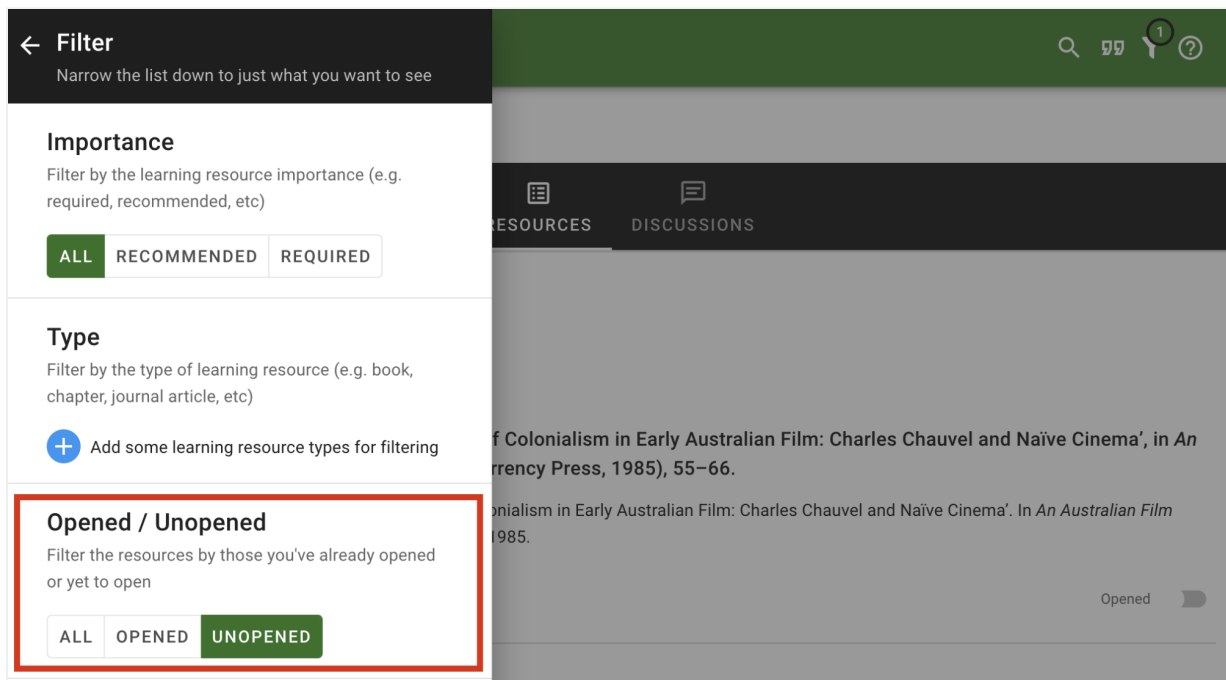 Filter
Narrow the list down to just what you want to see
1
Importance
Filter by the learning resource importance (e.g.
required, recommended, etc)
ALL RECOMMENDED REQUIRED
RESOURCES DISCUSSIONS
Type
Filter by the type of learning resource (e.g. book,
chapter, journal article, etc)
Add some learning resource types for filtering
Opened / Unopened
Filter the resources by those you've already opened
or yet to open
ALL OPENED UNOPENED
f Colonialism in Early Australian Film: Charles Chauvel and Naïve Cinema’, in An
rrency Press, 1985), 55–66.
onialism in Early Australian Film: Charles Chauvel and Naïve Cinema’. In An Australian Film
1985.
Opened